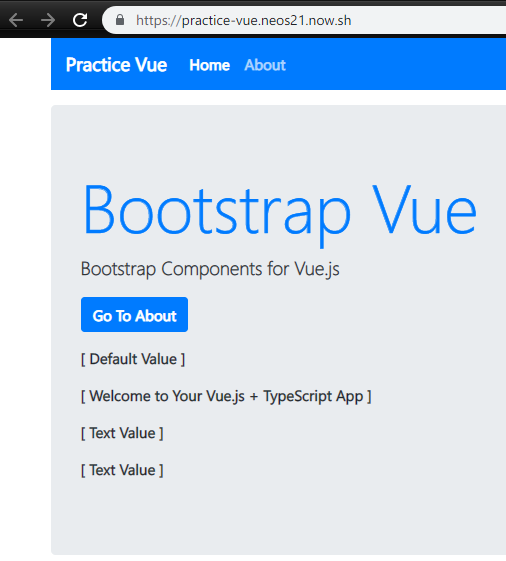 https://practice-vue.neos21.now.sh
Practice Vue Home About
Bootstrap Vue
Bootstrap Components for Vue.js
Go To About
[ Default Value ]
[ Welcome to Your Vue.js + TypeScript App ]
[ Text Value ]
[ Text Value ]